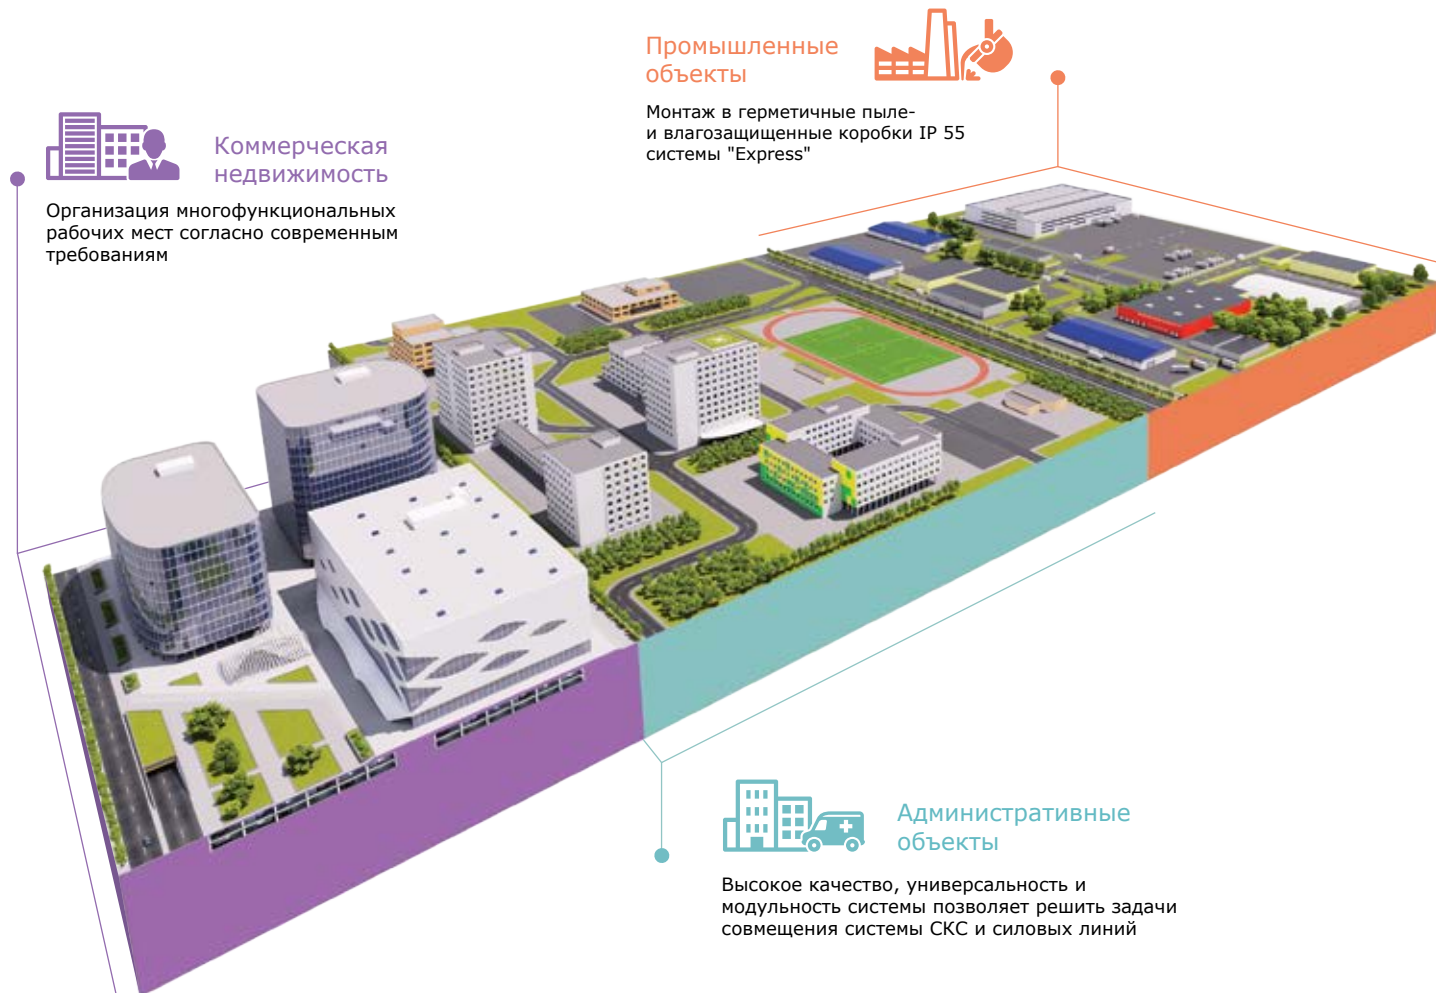 Промышленные
объекты
Монтаж в герметичные пыле-
и влагозащищенные коробки IP 55
системы "Express"
Коммерческая
недвижимость
Организация многофункциональных
рабочих мест согласно современным
требованиям
Административные
объекты
Высокое качество, универсальность и
модульность системы позволяет решить задачи
совмещения системы СКС и силовых линий